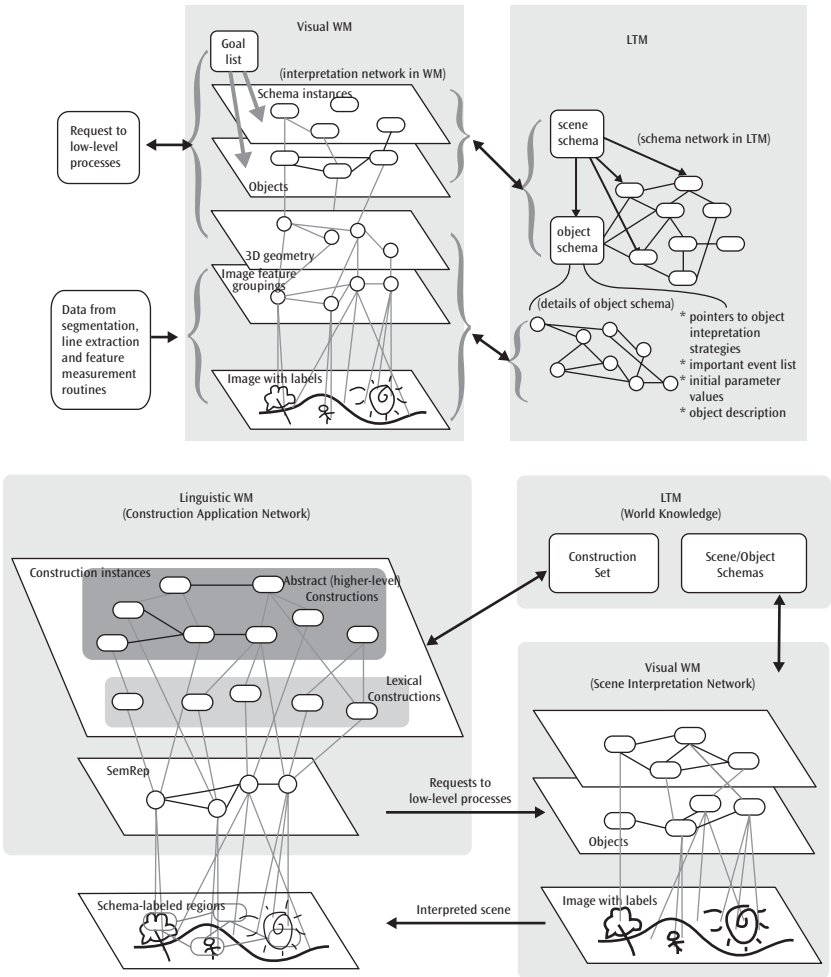 Visual WM
Goal
list
(interpretation network in WM)
Schema instances
Objects
3D geometry
Image feature
groupings
Image with labels
Request to
low-level
processes
Data from
segmentation,
line extraction
and feature
measurement
routines
LTM
scene
schema
(schema network in LTM)
object
schema
(details of object schema)
* pointers to object
intepretation
strategies
* important event list
* initial parameter
values
* object description
Linguistic WM
(Construction Application Network)
Construction instances
Abstract (higher-level)
Constructions
Lexical
Constructions
SemRep
Schema-labeled regions
Requests to
low-level processes
Interpreted scene
LTM
(World Knowledge)
Construction
Set
Scene/Object
Schemas
Visual WM
(Scene Interpretation Network)
Objects
Image with labels